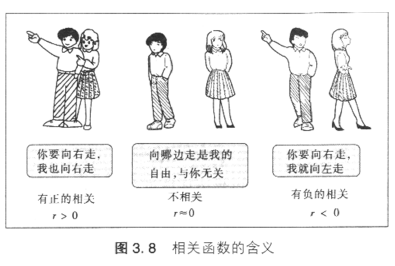 你要向右走，
我也向右走
向哪边走是我的
自由，与你无关
你要向右走，
我就向左走
有正的相关
r > 0
不相关
r≈0
有负的相关
r < 0
图 3.8 相关函数的含义